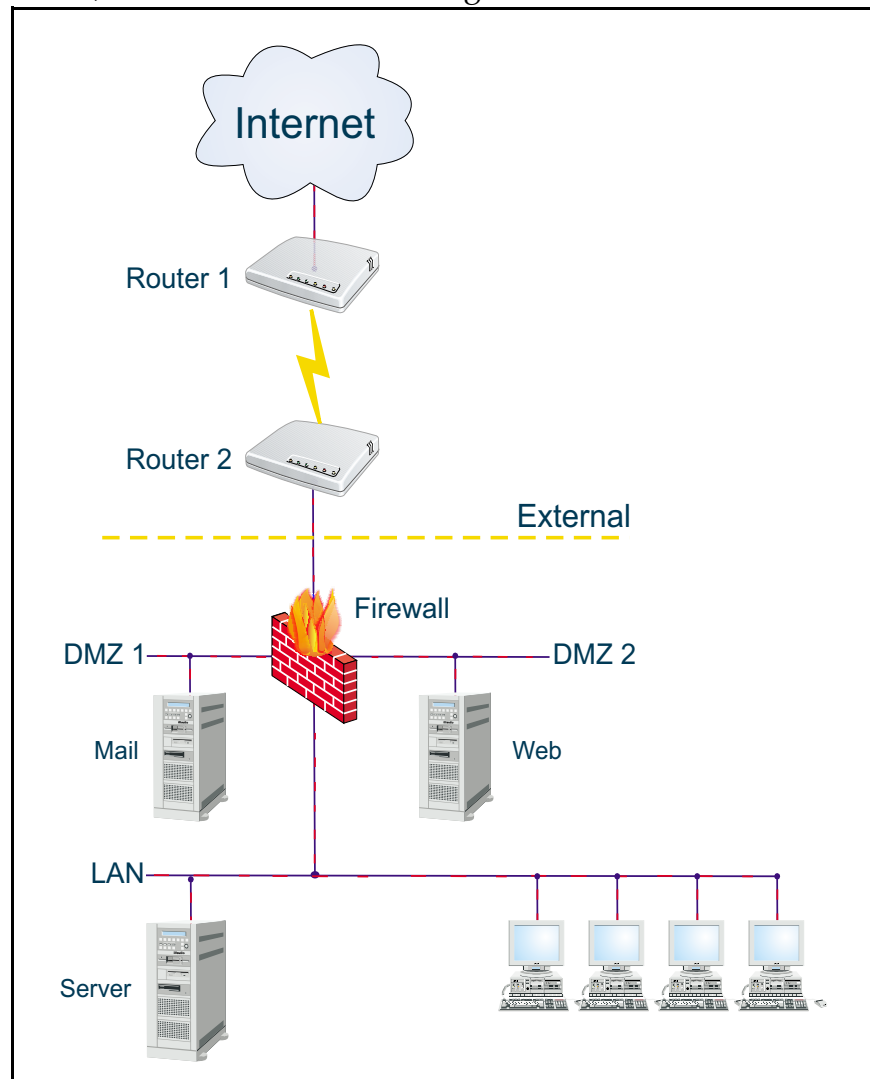 Internet
Router 1
Router 2
External
Firewall
DMZ 1
DMZ 2
Mail
Web
LAN
Server